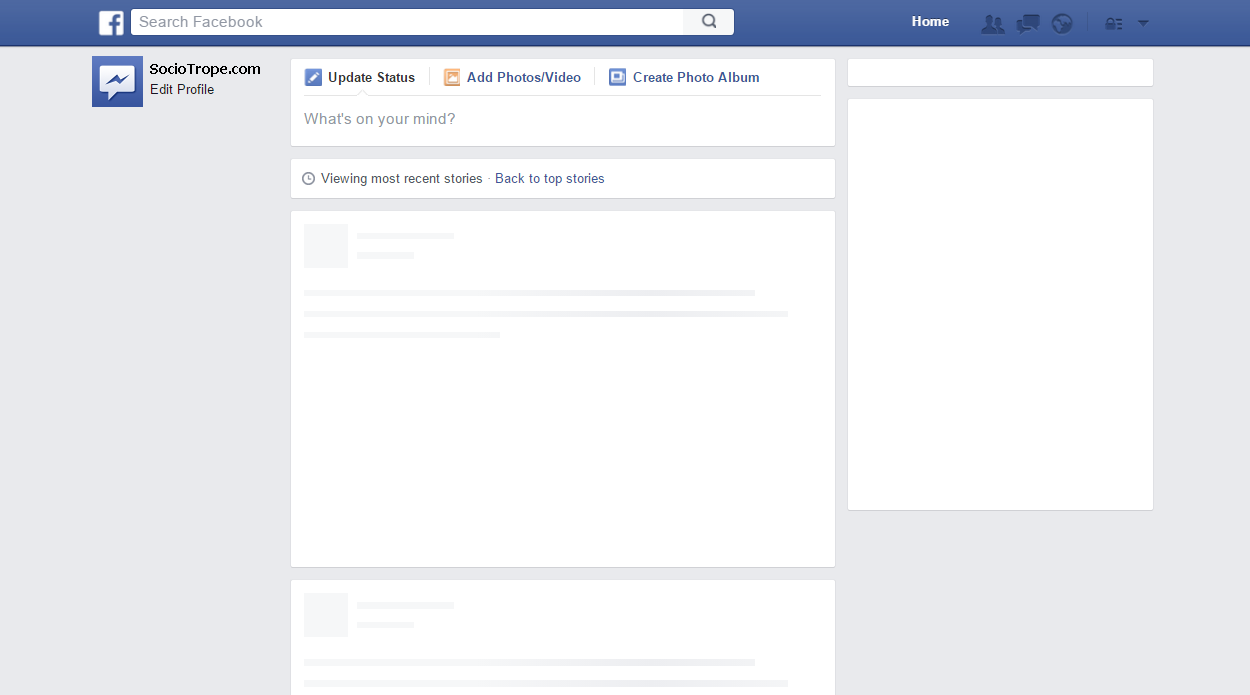 Search Facebook
Home
SocioTrope.com
Edit Profile
Update Status
Add Photos/Video
Create Photo Album
What's on your mind?
Viewing most recent stories · Back to top stories